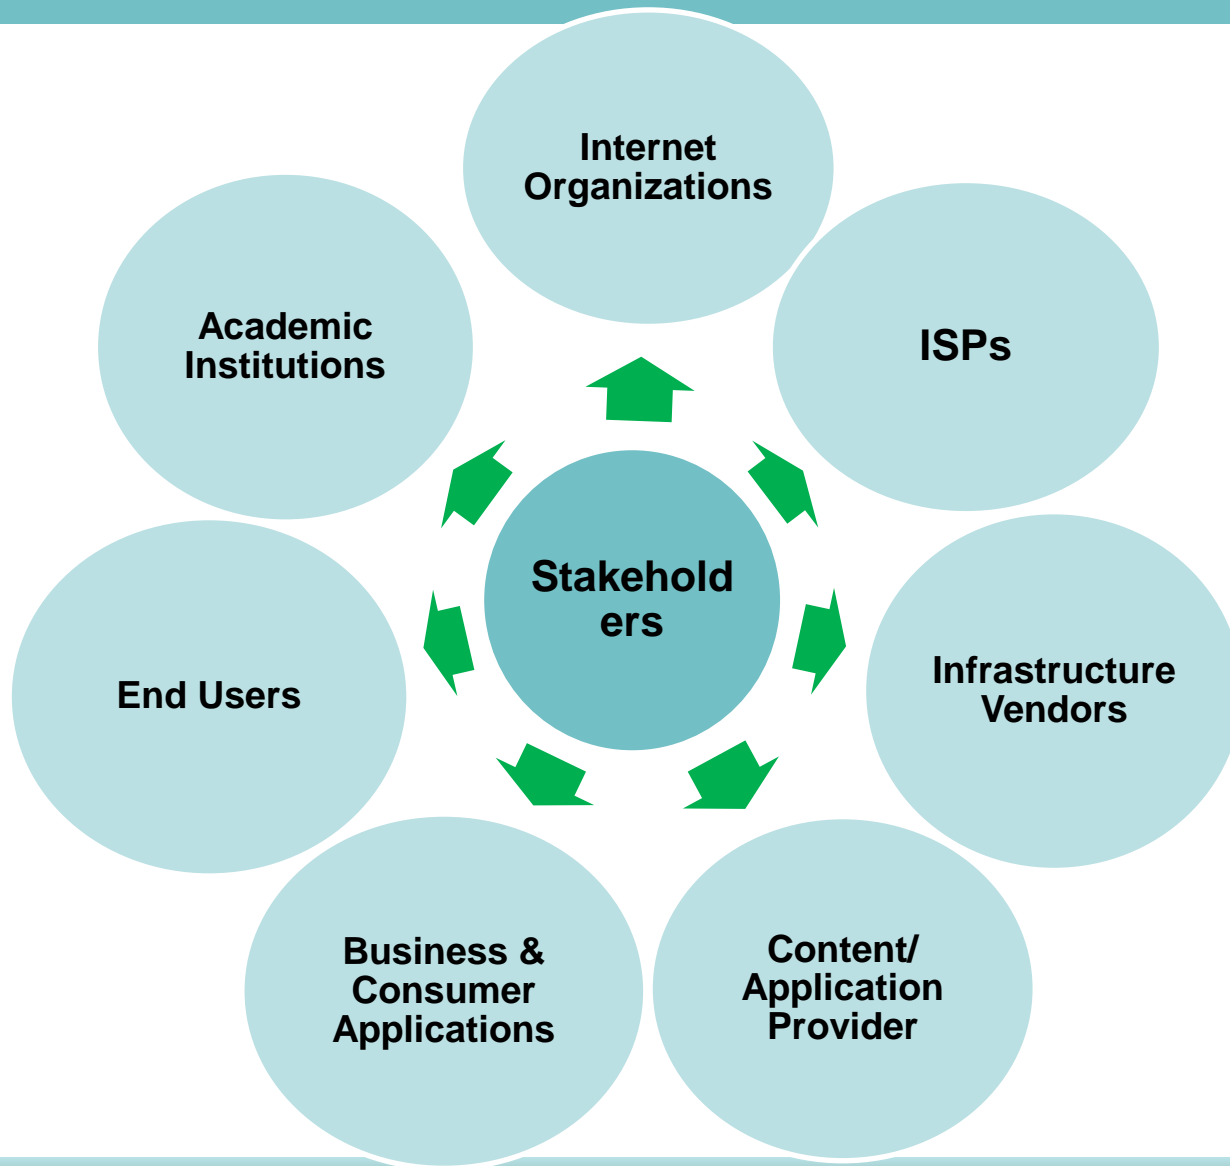 Internet
Organizations
ISPs
Infrastructure
Vendors
Content/
Application
Provider
Business &
Consumer
Applications
End Users
Academic
Institutions
Stakehold
ers